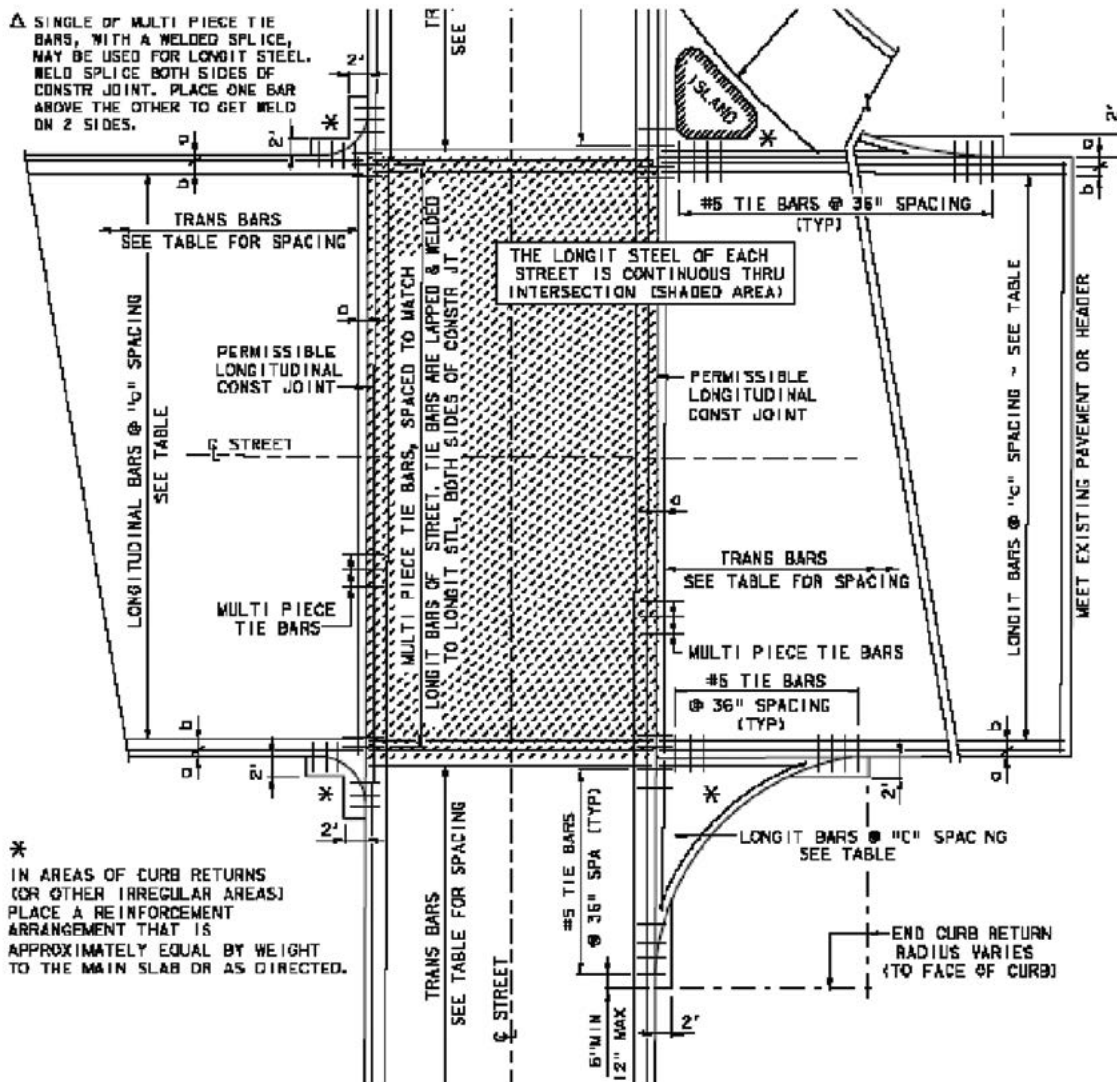 Δ SINGLE or MULTI PIECE TIE
BARS, WITH A WELDED SPLICE,
MAY BE USED FOR LONGIT STEEL.
WELD SPLICE BOTH SIDES OF
CONSTR JOINT. PLACE ONE BAR
ABOVE THE OTHER TO GET WELD
ON 2 SIDES.
2'
*
2'
a
b
TR
SEE
ISLAND
*
2'
a
b
TRANS BARS
SEE TABLE FOR SPACING
#5 TIE BARS @ 36" SPACING
(TYP)
THE LONGIT STEEL OF EACH
STREET IS CONTINUOUS THRU
INTERSECTION (SHADED AREA)
LONGITUDINAL BARS @ "c" SPACING
SEE TABLE
a
PERMISSIBLE
LONGITUDINAL
CONST JOINT
℄ STREET
MULTI PIECE TIE BARS, SPACED TO MATCH
LONGIT BARS OF STREET. TIE BARS ARE LAPPED & WELDED
TO LONGIT STL, BOTH SIDES OF CONSTR JT
PERMISSIBLE
LONGITUDINAL
CONST JOINT
a
LONGIT BARS @ "c" SPACING ~ SEE TABLE
MEET EXISTING PAVEMENT OR HEADER
TRANS BARS
SEE TABLE FOR SPACING
MULTI PIECE
TIE BARS
MULTI PIECE TIE BARS
#5 TIE BARS
@ 36" SPACING
(TYP)
b
a
2'
*
2'
b
a
2'
*
TRANS BARS
SEE TABLE FOR SPACING
℄ STREET
#5 TIE BARS
@ 36" SPA (TYP)
LONGIT BARS @ "C" SPACING
SEE TABLE
*
IN AREAS OF CURB RETURNS
(OR OTHER IRREGULAR AREAS)
PLACE A REINFORCEMENT
ARRANGEMENT THAT IS
APPROXIMATELY EQUAL BY WEIGHT
TO THE MAIN SLAB OR AS DIRECTED.
END CURB RETURN
RADIUS VARIES
(TO FACE OF CURB)
6"MIN
12" MAX
2'